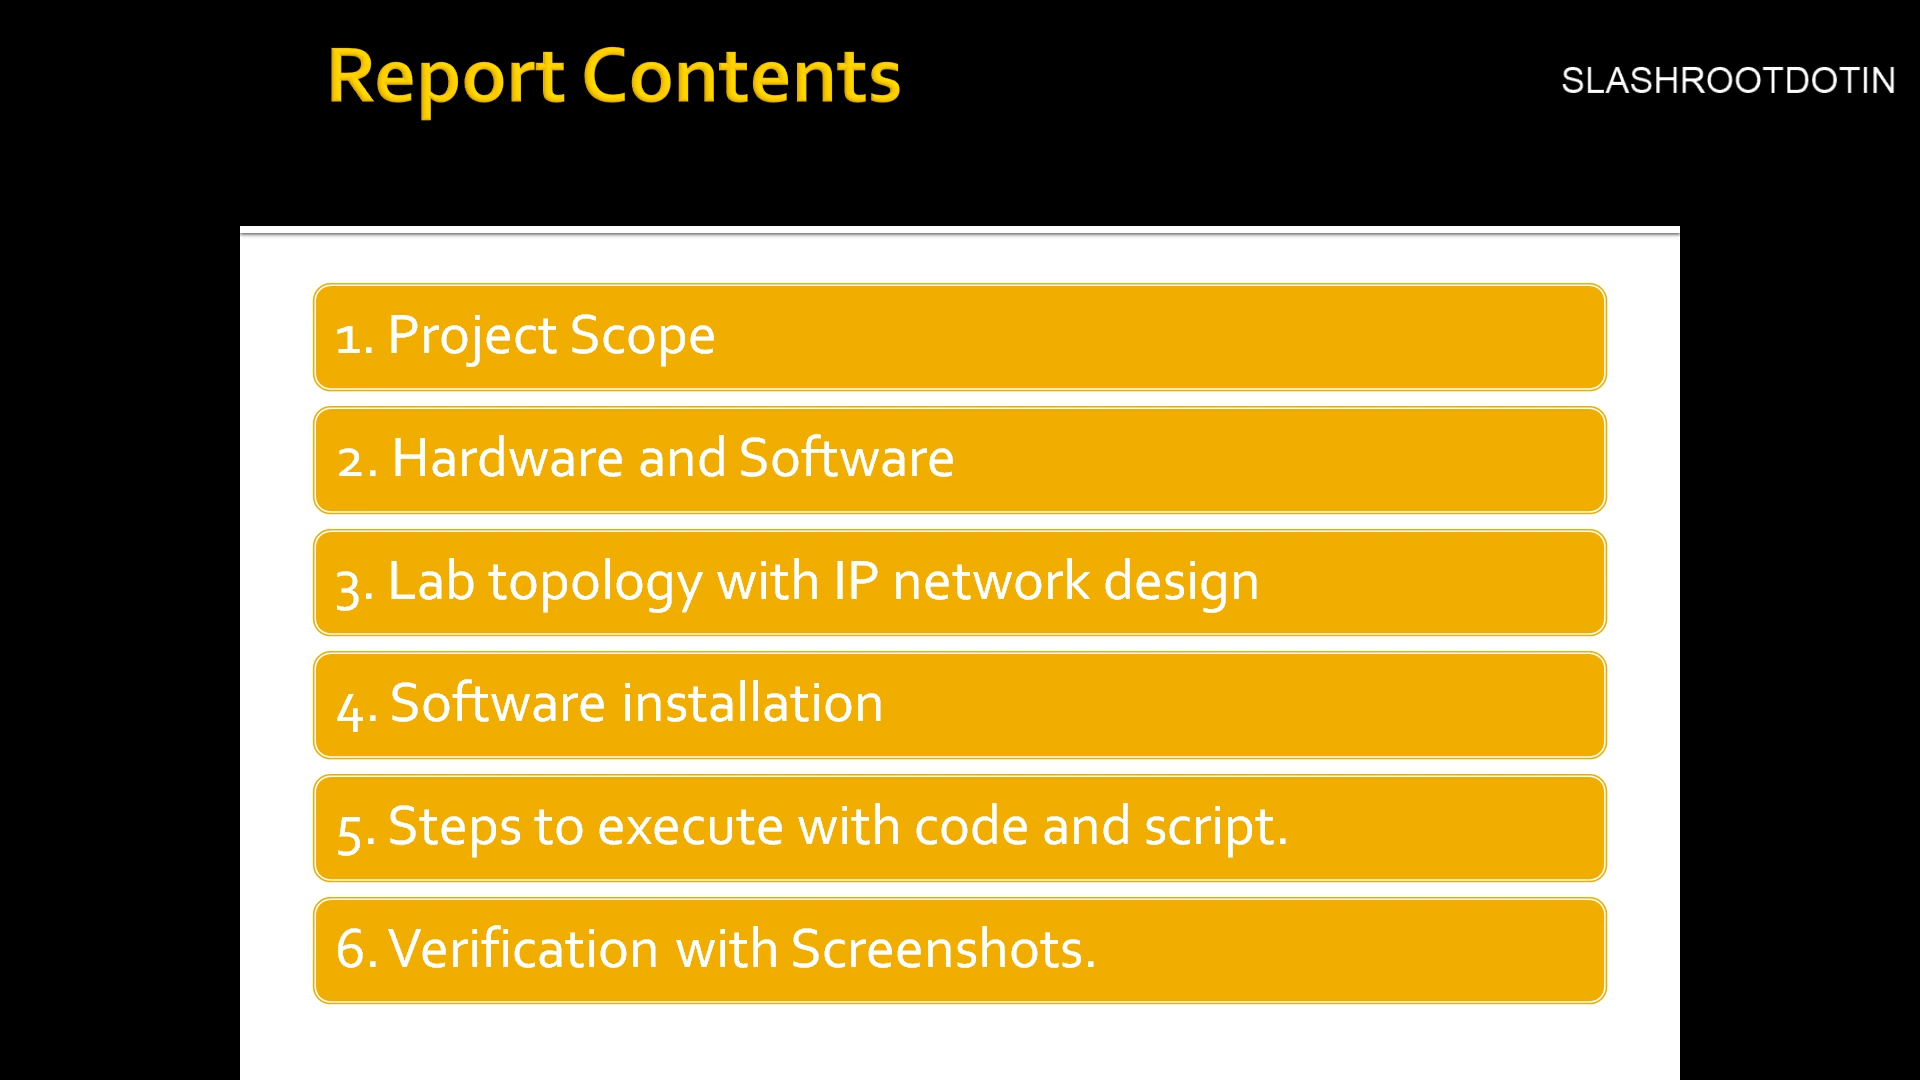 Report Contents
SLASHROOTDOTIN
1. Project Scope
2. Hardware and Software
3. Lab topology with IP network design
4. Software installation
5. Steps to execute with code and script.
6. Verification with Screenshots.